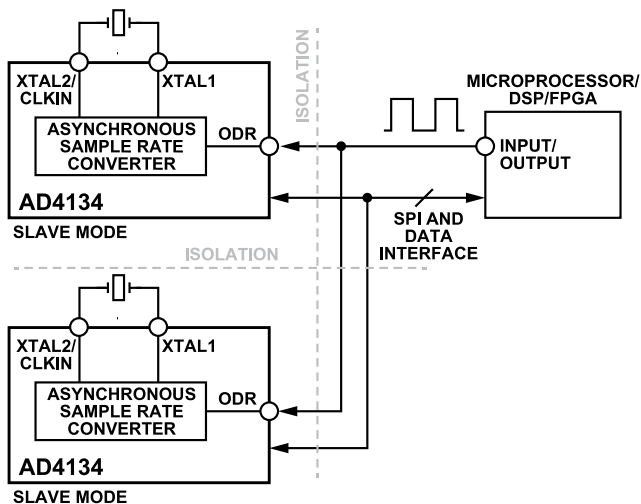 XTAL2/
CLKIN
XTAL1
ASYNCHRONOUS
SAMPLE RATE
CONVERTER
ODR
AD4134
SLAVE MODE
ISOLATION
MICROPROCESSOR/
DSP/FPGA
INPUT/
OUTPUT
SPI AND
DATA
INTERFACE
ISOLATION
XTAL2/
CLKIN
XTAL1
ASYNCHRONOUS
SAMPLE RATE
CONVERTER
ODR
AD4134
SLAVE MODE